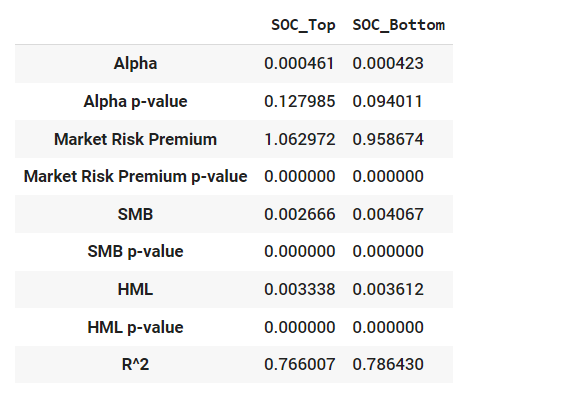 SOC_Top SOC_Bottom
Alpha 0.000461 0.000423
Alpha p-value 0.127985 0.094011
Market Risk Premium 1.062972 0.958674
Market Risk Premium p-value 0.000000 0.000000
SMB 0.002666 0.004067
SMB p-value 0.000000 0.000000
HML 0.003338 0.003612
HML p-value 0.000000 0.000000
R^2 0.766007 0.786430